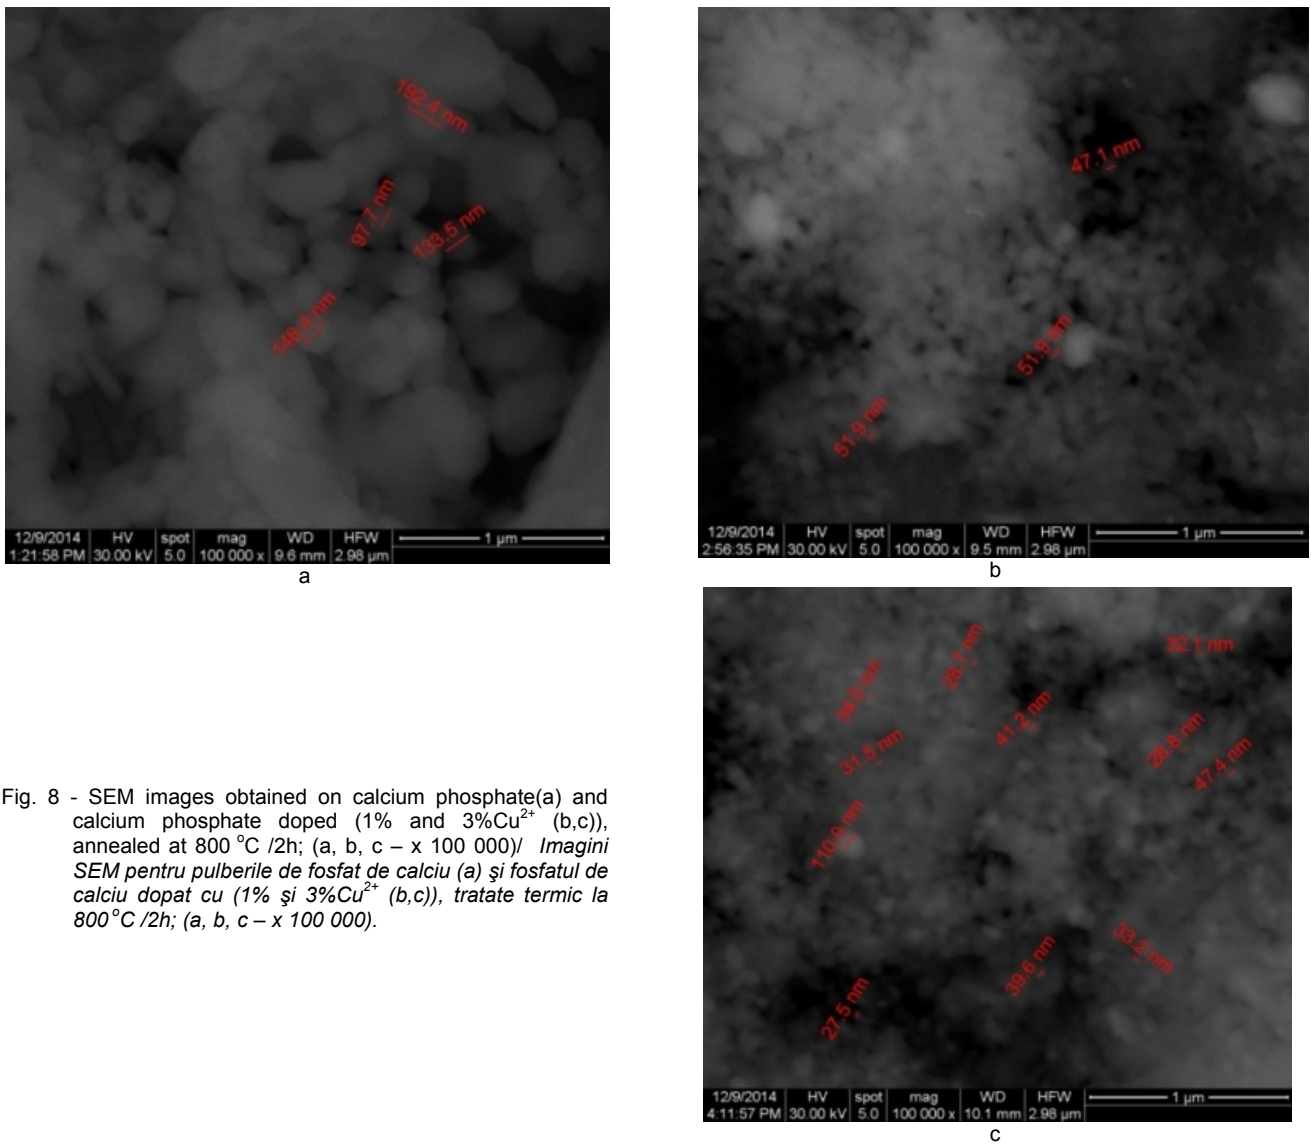 192.4 nm
97.7 nm
133.5 nm
148.4 nm
12/9/2014 HV spot mag WD HFW 1 µm
1:21:58 PM 30.00 kV 5.0 100 000 x 9.6 mm 2.98 µm
a
47.1 nm
51.9 nm
51.9 nm
12/9/2014 HV spot mag WD HFW 1 µm
2:56:35 PM 30.00 kV 5.0 100 000 x 9.5 mm 2.98 µm
b
28.7 nm
32.1 nm
nm
41.2 nm
31.5 nm
28.8 nm
47.4 nm
110.9 nm
33.2 nm
39.6 nm
27.5 nm
12/9/2014 HV spot mag WD HFW 1 µm
4:11:57 PM 30.00 kV 5.0 100 000 x 10.1 mm 2.98 µm
c
Fig. 8 - SEM images obtained on calcium phosphate(a) and
calcium phosphate doped (1% and 3%Cu²⁺ (b,c)),
annealed at 800 °C /2h; (a, b, c – x 100 000)/ Imagini
SEM pentru pulberile de fosfat de calciu (a) şi fosfatul de
calciu dopat cu (1% şi 3%Cu²⁺ (b,c)), tratate termic la
800°C /2h; (a, b, c – x 100 000).